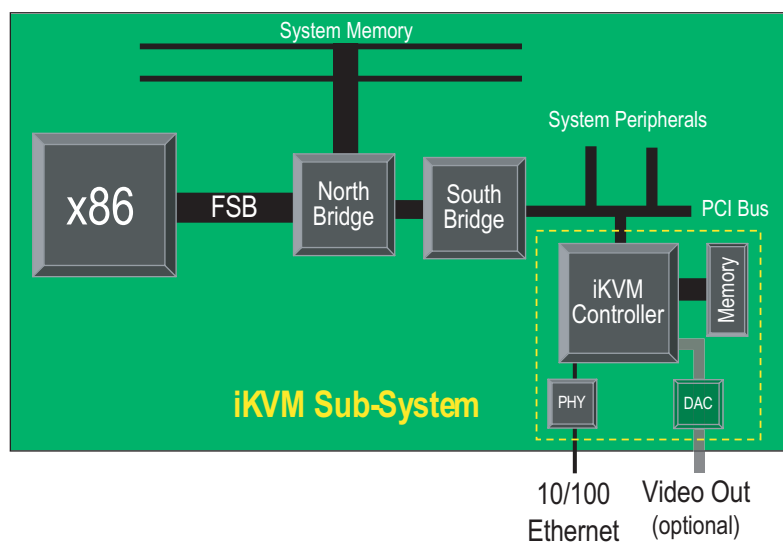 System Memory
System Peripherals
x86
FSB
North
Bridge
South
Bridge
PCI Bus
iKVM
Controller
Memory
iKVM Sub-System
PHY
DAC
10/100
Ethernet
Video Out
(optional)